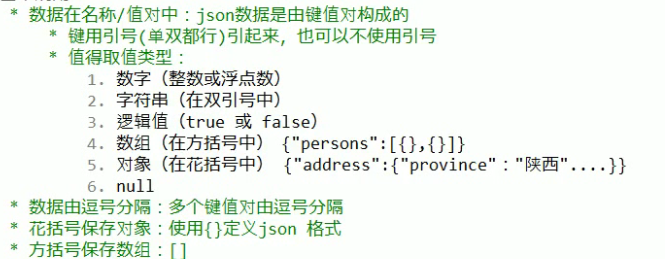 * 数据在名称/值对中：json数据是由键值对构成的
* 键用引号(单双都行)引起来，也可以不使用引号
* 值得取值类型：
1. 数字（整数或浮点数）
2. 字符串（在双引号中）
3. 逻辑值（true 或 false）
4. 数组（在方括号中） {"persons":[{},{}]}
5. 对象（在花括号中） {"address":{"province"："陕西"....}}
6. null
* 数据由逗号分隔：多个键值对由逗号分隔
* 花括号保存对象：使用{}定义json 格式
* 方括号保存数组：[]